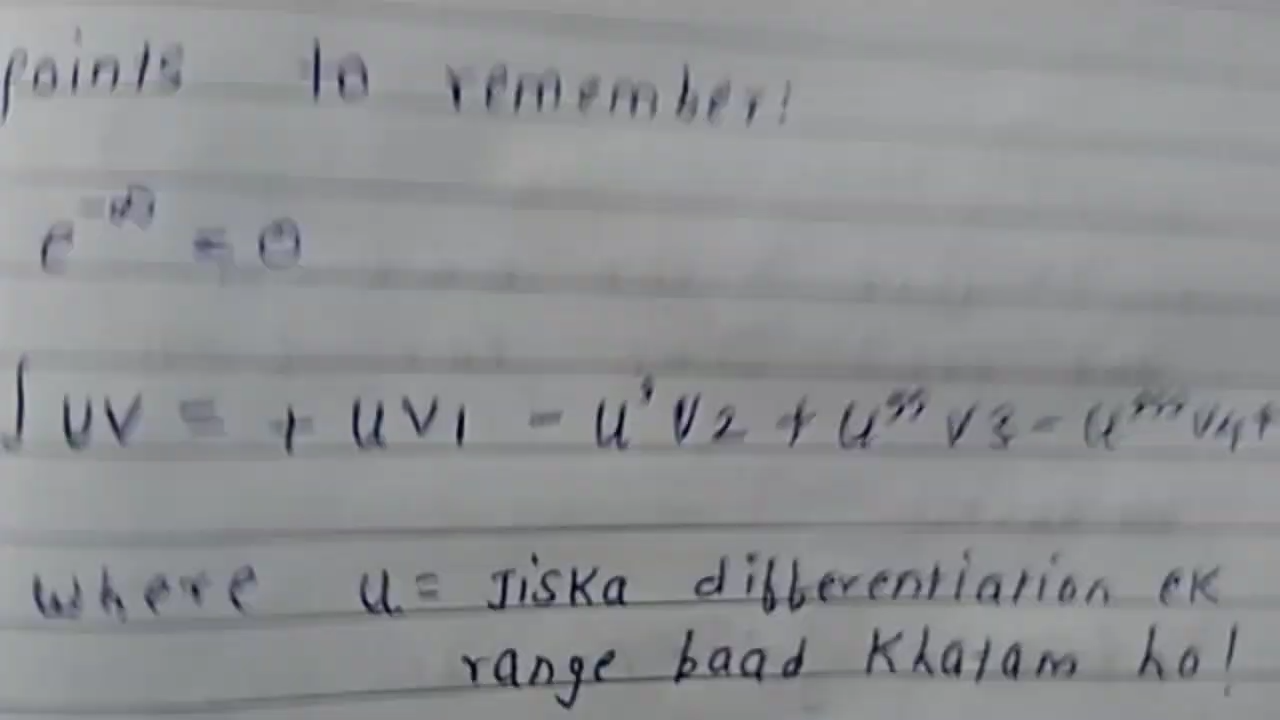 points to remember!
e^-∞ = 0
∫ uv = + uv1 - u'v2 + u''v3 - u'''v4 +
where u = Jiska differentiation ek
range baad Khatam ho!